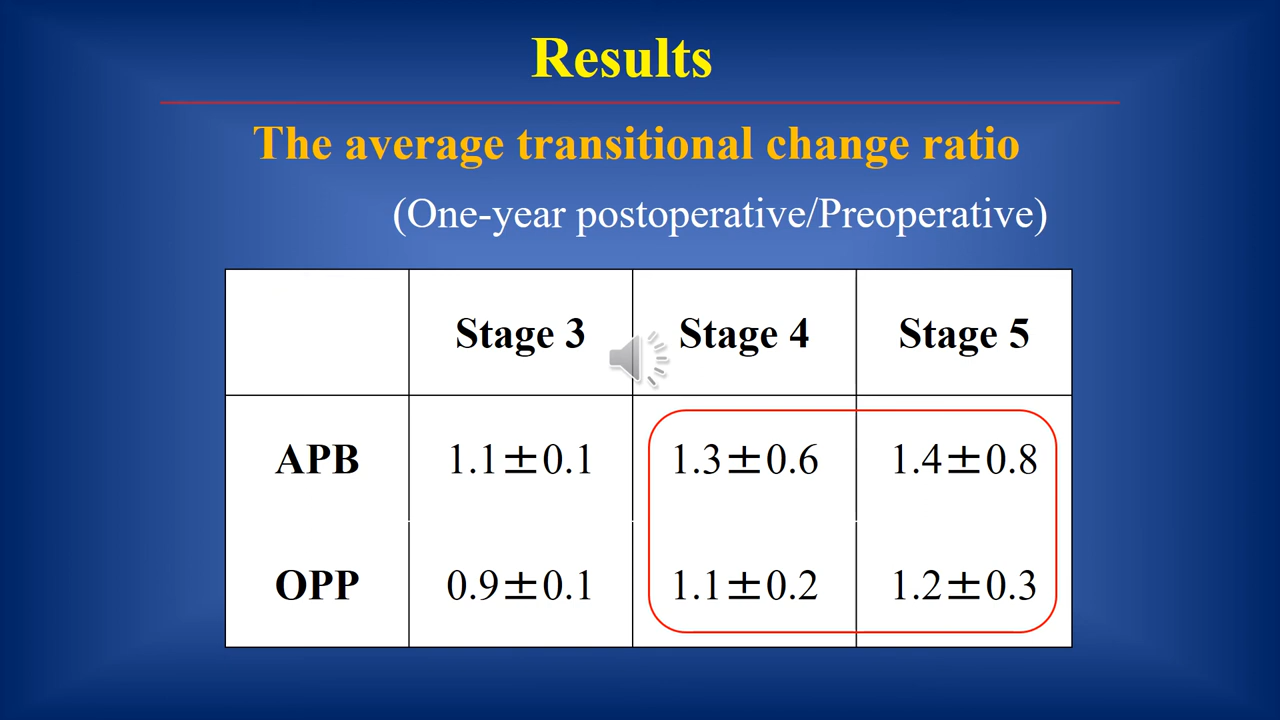 Results
The average transitional change ratio
(One-year postoperative/Preoperative)
Stage 3 Stage 4 Stage 5
APB 1.1±0.1 1.3±0.6 1.4±0.8
OPP 0.9±0.1 1.1±0.2 1.2±0.3